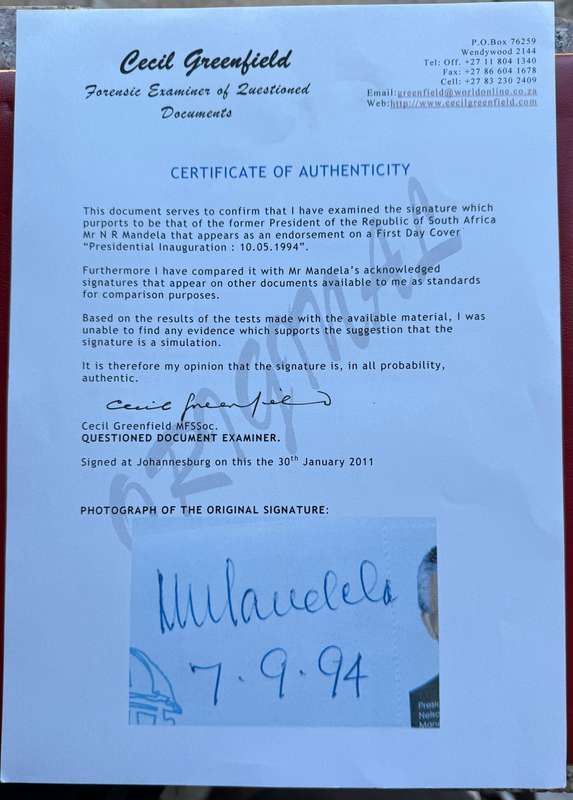 Cecil Greenfield
Forensic Examiner of Questioned
Documents
P.O.Box 76259
Wendywood 2144
Tel: Off. +27 11 804 1340
Fax: +27 86 604 1678
Cell: +27 83 230 2409
Email:greenfield@worldonline.co.za
Web:http://www.cecilgreenfield.com
CERTIFICATE OF AUTHENTICITY
This document serves to confirm that I have examined the signature which
purports to be that of the former President of the Republic of South Africa
Mr N R Mandela that appears as an endorsement on a First Day Cover
"Presidential Inauguration : 10.05.1994".
Furthermore I have compared it with Mr Mandela's acknowledged
signatures that appear on other documents available to me as standards
for comparison purposes.
Based on the results of the tests made with the available material, I was
unable to find any evidence which supports the suggestion that the
signature is a simulation.
It is therefore my opinion that the signature is, in all probability,
authentic.
Cecil Greenfield
Cecil Greenfield MFSSoc.
QUESTIONED DOCUMENT EXAMINER.
Signed at Johannesburg on this the 30th January 2011
ORIGINAL
PHOTOGRAPH OF THE ORIGINAL SIGNATURE:
NMandela
7.9.94